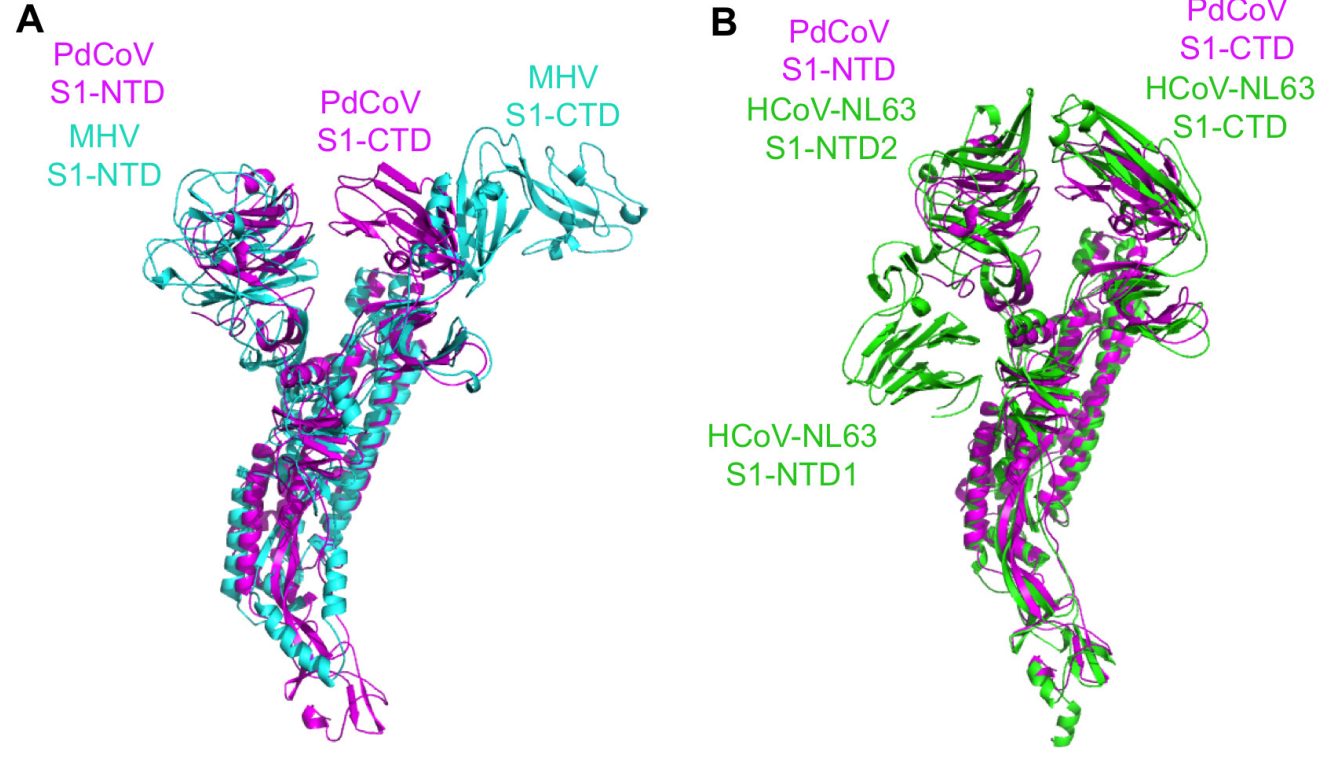 A
PdCoV
S1-NTD
MHV
S1-NTD
PdCoV
S1-CTD
MHV
S1-CTD
B
PdCoV
S1-NTD
HCoV-NL63
S1-NTD2
PdCoV
S1-CTD
HCoV-NL63
S1-CTD
HCoV-NL63
S1-NTD1